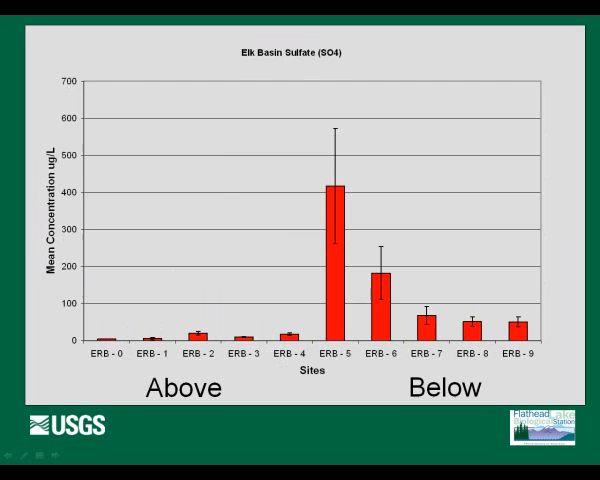 Elk Basin Sulfate (SO4)
Mean Concentration ug/L
700
600
500
400
300
200
100
0
ERB - 0 ERB - 1 ERB - 2 ERB - 3 ERB - 4 ERB - 5 ERB - 6 ERB - 7 ERB - 8 ERB - 9
Sites
Above Below
USGS
Flathead Lake
Biological Station